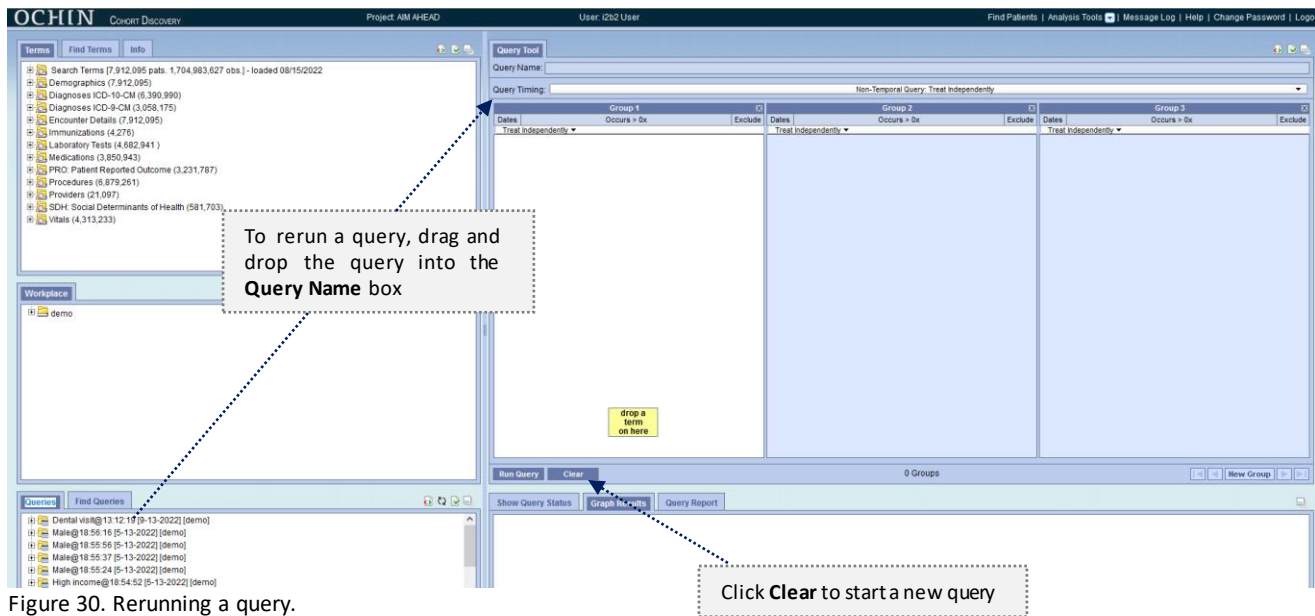 OCHIN COHORT DISCOVERY Project: AIM AHEAD User: i2b2 User Find Patients | Analysis Tools | Message Log | Help | Change Password | Logo
Terms Find Terms Info
Search Terms [7,912,095 pats. 1,704,983,627 obs.] - loaded 08/15/2022
Demographics (7,912,095)
Diagnoses ICD-10-CM (6,390,990)
Diagnoses ICD-9-CM (3,058,175)
Encounter Details (7,912,095)
Immunizations (4,276)
Laboratory Tests (4,682,941 )
Medications (3,850,943)
PRO: Patient Reported Outcome (3,231,787)
Procedures (6,879,261)
Providers (21,097)
SDH: Social Determinants of Health (581,703)
Vitals (4,313,233)
Workplace
demo
Queries Find Queries
Dental visit@13:12:19 [9-13-2022] [demo]
Male@18:56:16 [5-13-2022] [demo]
Male@18:55:56 [5-13-2022] [demo]
Male@18:55:37 [5-13-2022] [demo]
Male@18:55:24 [5-13-2022] [demo]
High income@18:54:52 [5-13-2022] [demo]
Query Tool
Query Name:
Query Timing: Non-Temporal Query: Treat Independently
Group 1 Group 2 Group 3
Dates Occurs > 0x Exclude Dates Occurs > 0x Exclude Dates Occurs > 0x Exclude
Treat Independently Treat Independently Treat Independently
drop a
term
on here
Run Query Clear 0 Groups New Group
Show Query Status Graph Results Query Report
To rerun a query, drag and
drop the query into the
Query Name box
Click Clear to start a new query
Figure 30. Rerunning a query.